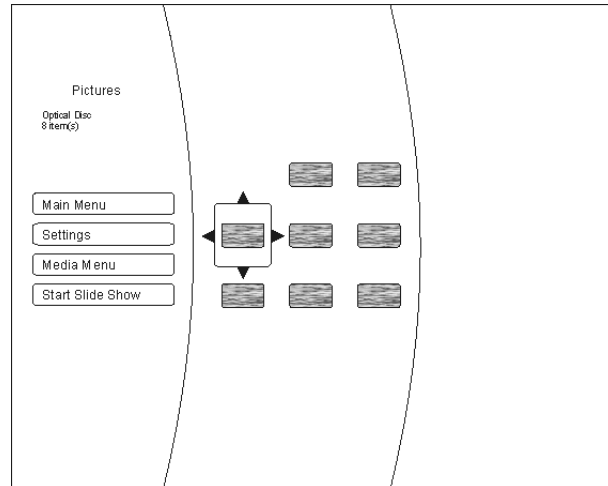 Pictures
Optical Disc
8 item(s)
Main Menu
Settings
Media Menu
Start Slide Show